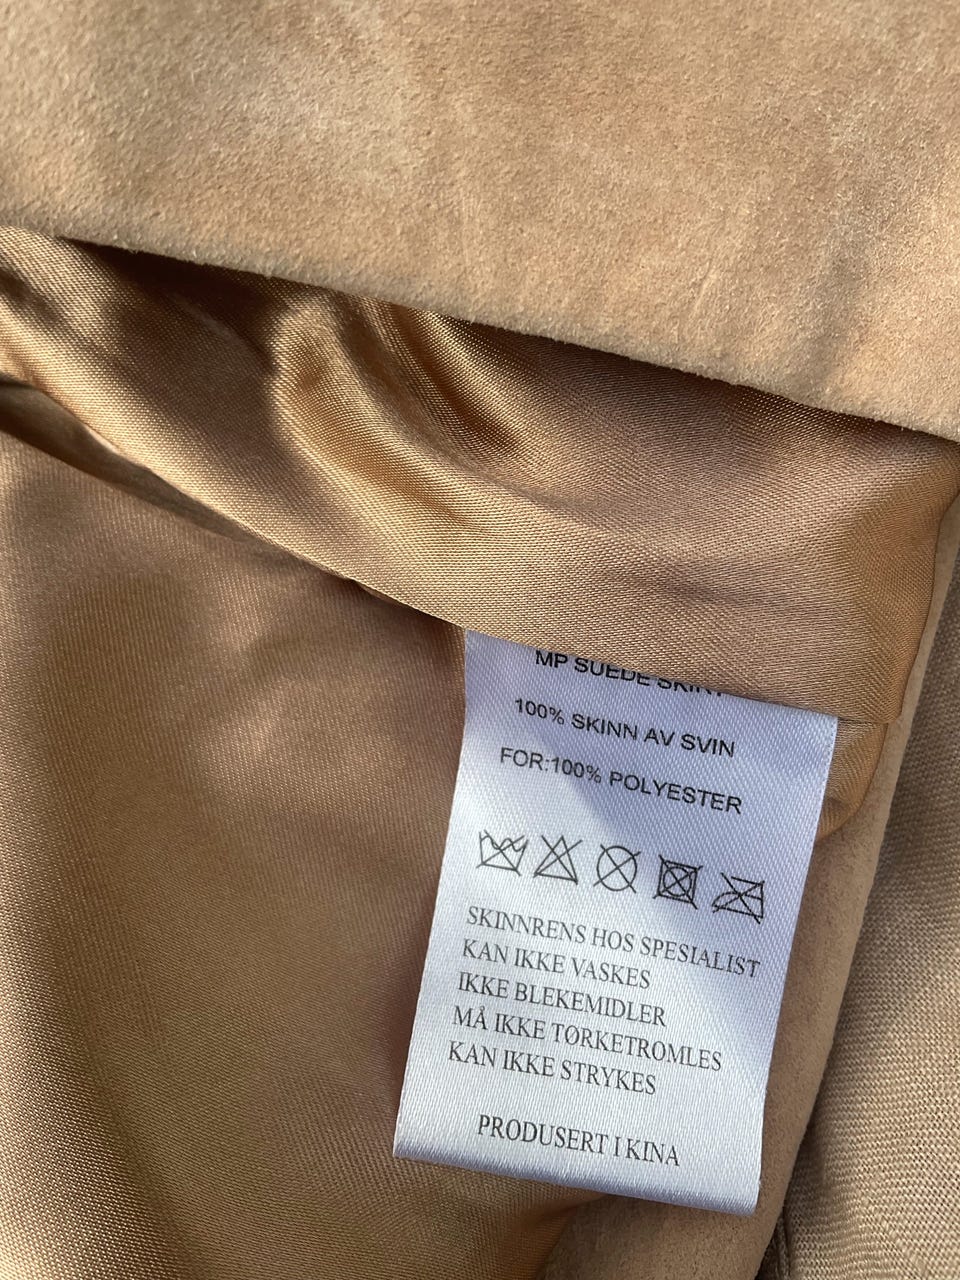 MP SUEDE SKIRT
100% SKINN AV SVIN
FOR:100% POLYESTER
SKINNRENS HOS SPESIALIST
KAN IKKE VASKES
IKKE BLEKEMIDLER
MÅ IKKE TØRKETROMLES
KAN IKKE STRYKES
PRODUSERT I KINA